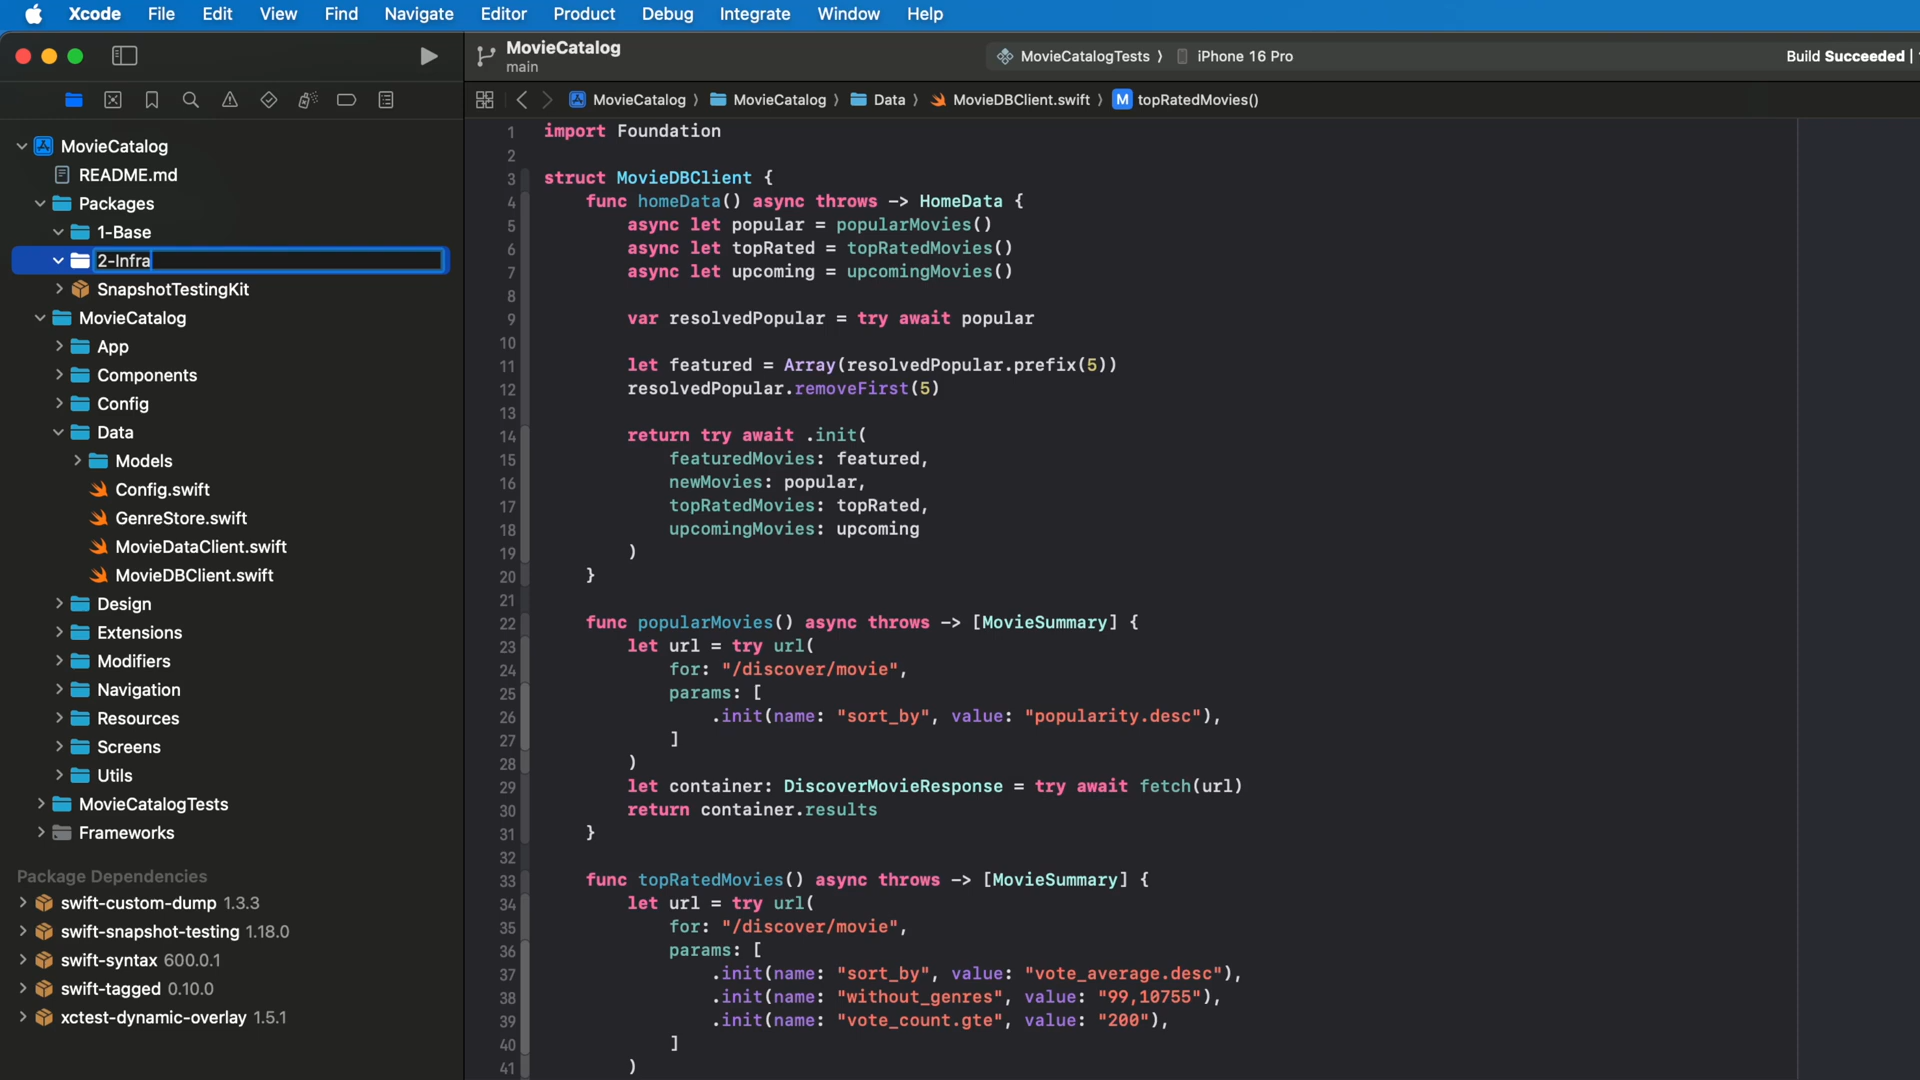 Xcode File Edit View Find Navigate Editor Product Debug Integrate Window Help
MovieCatalog
main
MovieCatalogTests 〉 iPhone 16 Pro
Build Succeeded |
MovieCatalog 〉 MovieCatalog 〉 Data 〉 MovieDBClient.swift 〉 M topRatedMovies()
MovieCatalog
README.md
Packages
1-Base
2-Infra
SnapshotTestingKit
MovieCatalog
App
Components
Config
Data
Models
Config.swift
GenreStore.swift
MovieDataClient.swift
MovieDBClient.swift
Design
Extensions
Modifiers
Navigation
Resources
Screens
Utils
MovieCatalogTests
Frameworks
Package Dependencies
swift-custom-dump 1.3.3
swift-snapshot-testing 1.18.0
swift-syntax 600.0.1
swift-tagged 0.10.0
xctest-dynamic-overlay 1.5.1
1 import Foundation
2
3 struct MovieDBClient {
4 func homeData() async throws -> HomeData {
5 async let popular = popularMovies()
6 async let topRated = topRatedMovies()
7 async let upcoming = upcomingMovies()
8
9 var resolvedPopular = try await popular
10
11 let featured = Array(resolvedPopular.prefix(5))
12 resolvedPopular.removeFirst(5)
13
14 return try await .init(
15 featuredMovies: featured,
16 newMovies: popular,
17 topRatedMovies: topRated,
18 upcomingMovies: upcoming
19 )
20 }
21
22 func popularMovies() async throws -> [MovieSummary] {
23 let url = try url(
24 for: "/discover/movie",
25 params: [
26 .init(name: "sort_by", value: "popularity.desc"),
27 ]
28 )
29 let container: DiscoverMovieResponse = try await fetch(url)
30 return container.results
31 }
32
33 func topRatedMovies() async throws -> [MovieSummary] {
34 let url = try url(
35 for: "/discover/movie",
36 params: [
37 .init(name: "sort_by", value: "vote_average.desc"),
38 .init(name: "without_genres", value: "99,10755"),
39 .init(name: "vote_count.gte", value: "200"),
40 ]
41 )